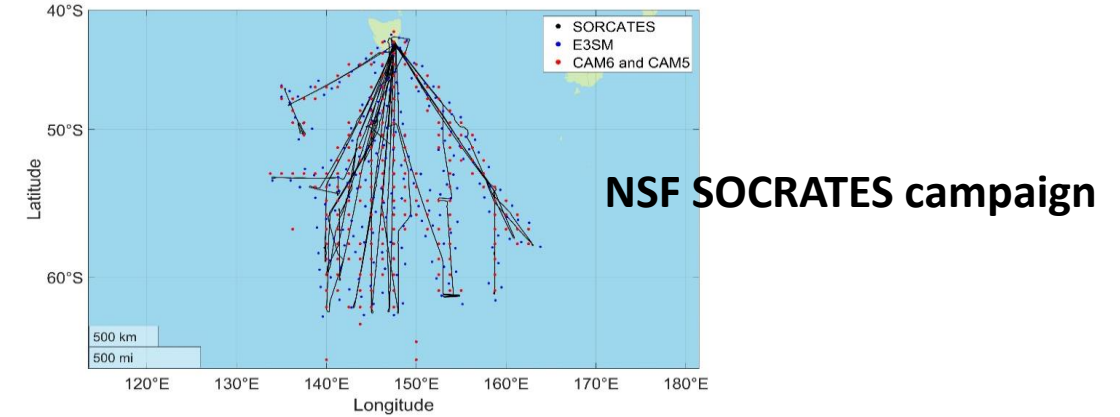 40°S
SORCATES
E3SM
CAM6 and CAM5
50°S
Latitude
NSF SOCRATES campaign
60°S
500 km
500 mi
120°E 130°E 140°E 150°E 160°E 170°E 180°E
Longitude